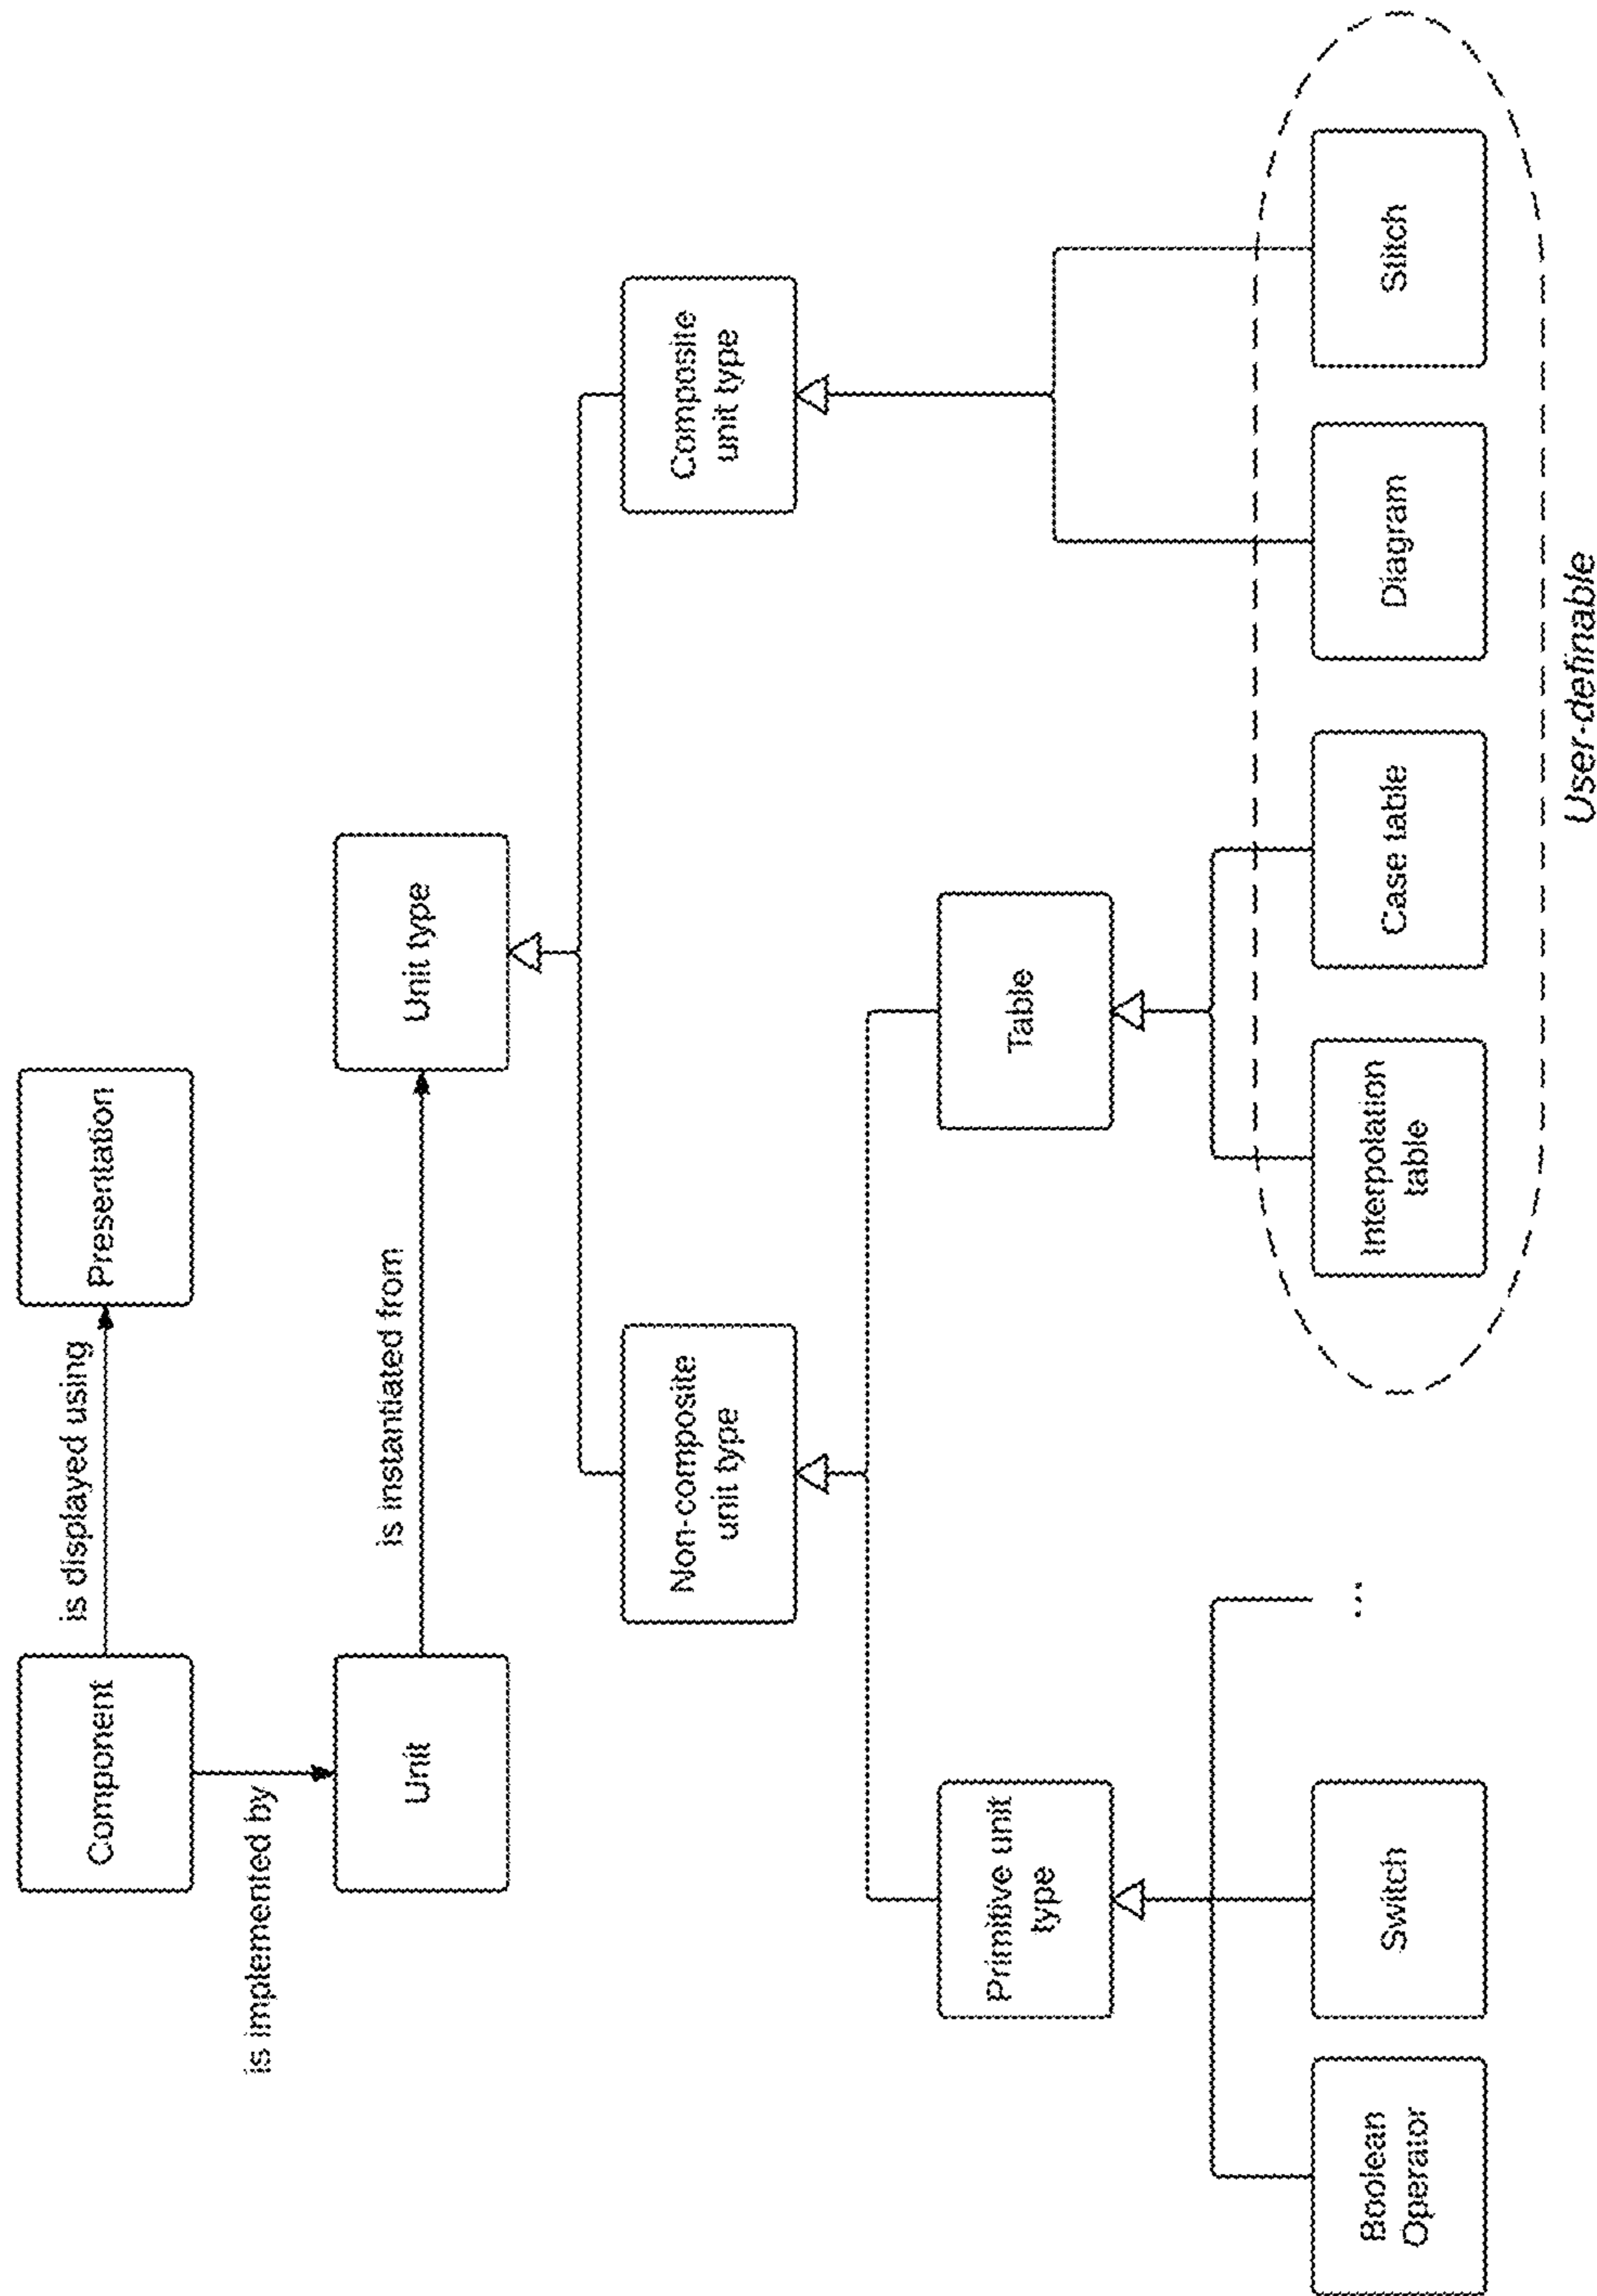 Component
is displayed using
Presentation
is implemented by
Unit
is instantiated from
Unit type
Non-composite
unit type
Composite
unit type
Primitive unit
type
Table
Boolean
Operator
Switch
...
Interpolation
table
Case table
Diagram
Stitch
User-definable